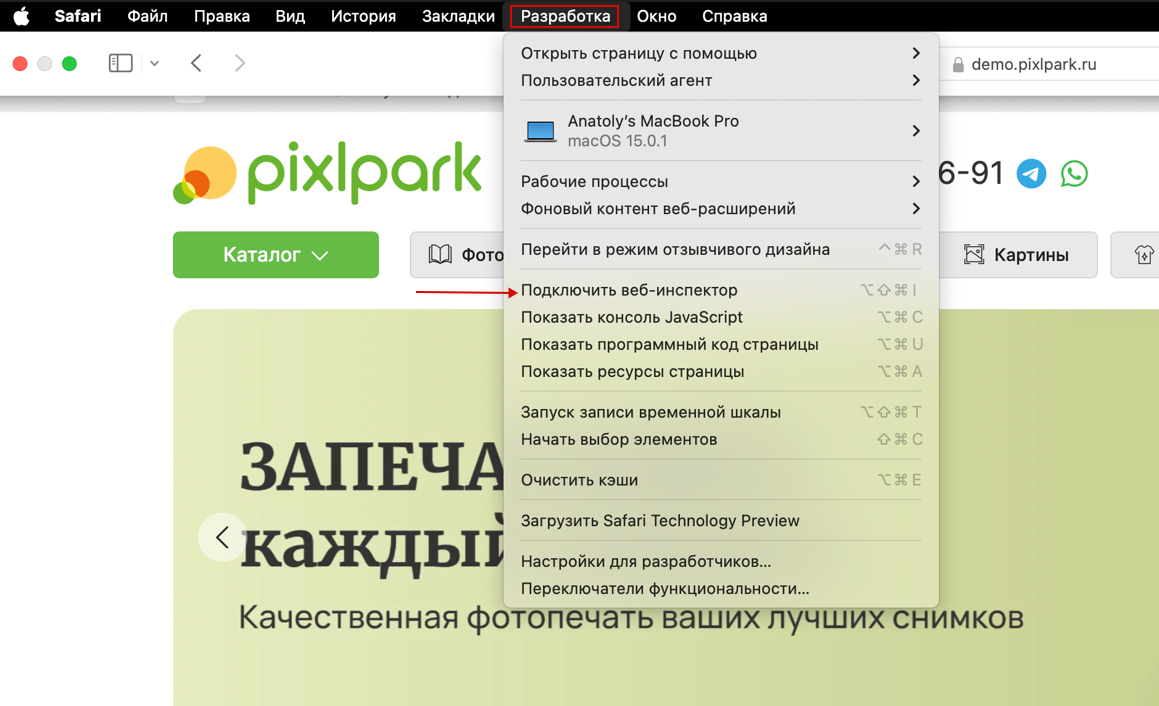 Safari Файл Правка Вид История Закладки Разработка Окно Справка
demo.pixlpark.ru
Открыть страницу с помощью
Пользовательский агент
Anatoly’s MacBook Pro
macOS 15.0.1
Рабочие процессы
Фоновый контент веб-расширений
Перейти в режим отзывчивого дизайна ^⌘R
Подключить веб-инспектор ⌥⇧⌘I
Показать консоль JavaScript ⌥⌘C
Показать программный код страницы ⌥⌘U
Показать ресурсы страницы ⌥⌘A
Запуск записи временной шкалы ⌥⇧⌘T
Начать выбор элементов ⇧⌘C
Очистить кэши ⌥⌘E
Загрузить Safari Technology Preview
Настройки для разработчиков...
Переключатели функциональности...
pixlpark
6-91
Каталог
Фото
Картины
ЗАПЕЧА
каждый
Качественная фотопечать ваших лучших снимков